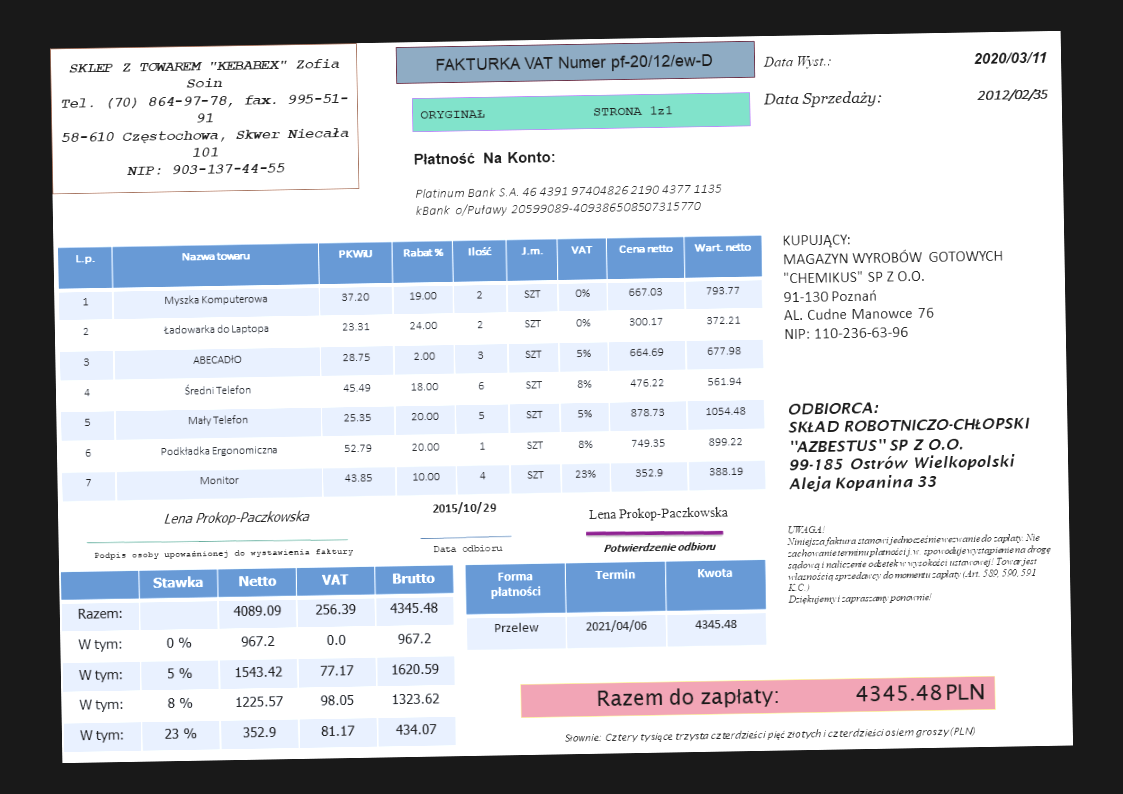 SKLEP Z TOWAREM "KEBABEX" Zofia
Soin
Tel. (70) 864-97-78, fax. 995-51-
91
58-610 Częstochowa, Skwer Niecała
101
NIP: 903-137-44-55
FAKTURKA VAT Numer pf-20/12/ew-D
ORYGINAŁ STRONA 1z1
Data Wyst.: 2020/03/11
Data Sprzedaży: 2012/02/35
Płatność Na Konto:
Platinum Bank S.A. 46 4391 97404826 2190 4377 1135
kBank o/Puławy 20599089-409386508507315770
L.p. Nazwa towaru PKWiU Rabat % Ilość J.m. VAT Cena netto Wart. netto
1 Myszka Komputerowa 37.20 19.00 2 SZT 0% 667.03 793.77
2 Ładowarka do Laptopa 23.31 24.00 2 SZT 0% 300.17 372.21
3 ABECADŁO 28.75 2.00 3 SZT 5% 664.69 677.98
4 Średni Telefon 45.49 18.00 6 SZT 8% 476.22 561.94
5 Mały Telefon 25.35 20.00 5 SZT 5% 878.73 1054.48
6 Podkładka Ergonomiczna 52.79 20.00 1 SZT 8% 749.35 899.22
7 Monitor 43.85 10.00 4 SZT 23% 352.9 388.19
KUPUJĄCY:
MAGAZYN WYROBÓW GOTOWYCH
"CHEMIKUS" SP Z O.O.
91-130 Poznań
AL. Cudne Manowce 76
NIP: 110-236-63-96
ODBIORCA:
SKŁAD ROBOTNICZO-CHŁOPSKI
"AZBESTUS" SP Z O.O.
99-185 Ostrów Wielkopolski
Aleja Kopanina 33
Lena Prokop-Paczkowska
Podpis osoby upoważnionej do wystawienia faktury
2015/10/29
Data odbioru
Lena Prokop-Paczkowska
Potwierdzenie odbioru
UWAGA!
Niniejsza faktura stanowi jednocześnie wezwanie do zapłaty. Nie
zachowanie terminu płatności j.w. spowoduje wystąpienie na drogę
sądową i naliczenie odsetek w wysokości ustawowej! Towar jest
własnością sprzedawcy do momentu zapłaty (Art. 589, 590, 591
K.C.)
Dziękujemy i zapraszamy ponownie!
Stawka Netto VAT Brutto
Razem: 4089.09 256.39 4345.48
W tym: 0 % 967.2 0.0 967.2
W tym: 5 % 1543.42 77.17 1620.59
W tym: 8 % 1225.57 98.05 1323.62
W tym: 23 % 352.9 81.17 434.07
Forma
płatności Termin Kwota
Przelew 2021/04/06 4345.48
Razem do zapłaty: 4345.48 PLN
Słownie: Cztery tysiące trzysta czterdzieści pięć złotych i czterdzieści osiem groszy (PLN)